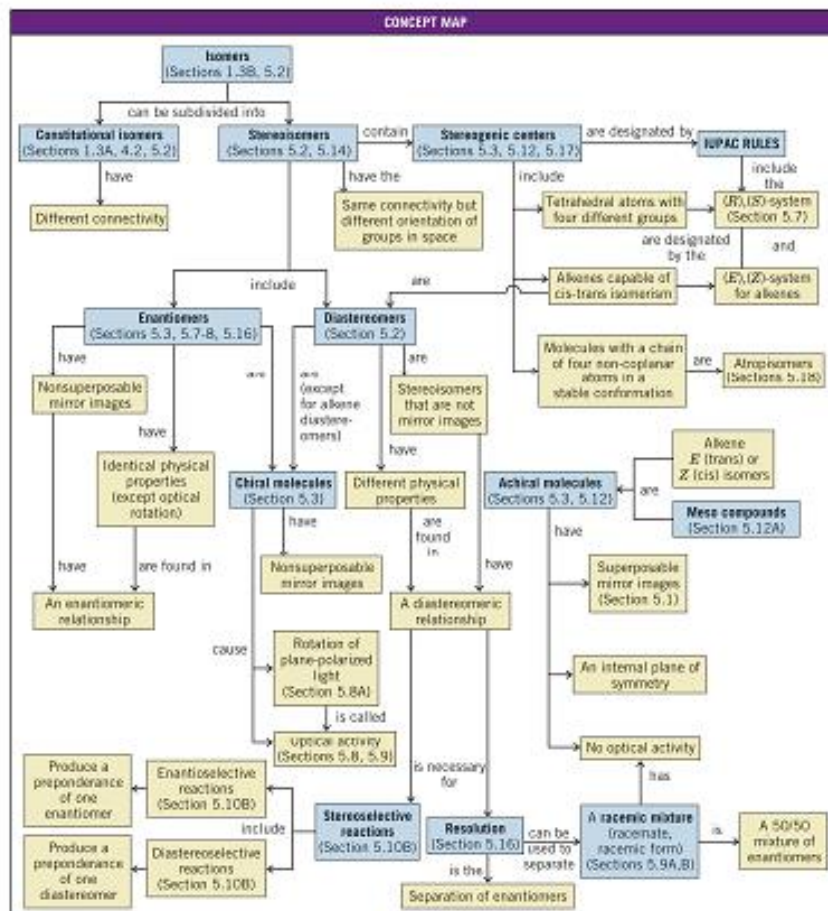 CONCEPT MAP
Isomers
(Sections 1.3B, 5.2)
can be subdivided into
Constitutional isomers
(Sections 1.3A, 4.2, 5.2)
Stereoisomers
(Sections 5.2, 5.14)
contain
Stereogenic centers
(Sections 5.3, 5.12, 5.17)
are designated by
IUPAC RULES
have
Different connectivity
have the
Same connectivity but
different orientation of
groups in space
include
Tetrahedral atoms with
four different groups
include
the
(R),(S)-system
(Section 5.7)
are designated
by the
and
Alkenes capable of
cis-trans isomerism
(E),(Z)-system
for alkenes
include
are
Enantiomers
(Sections 5.3, 5.7-8, 5.16)
Diastereomers
(Section 5.2)
Molecules with a chain
of four non-coplanar
atoms in a
stable conformation
are
Atropisomers
(Sections 5.18)
have
Nonsuperposable
mirror images
are
are
(except
for alkene
diastere-
omers)
are
Stereoisomers
that are not
mirror images
have
Identical physical
properties
(except optical
rotation)
have
Chiral molecules
(Section 5.3)
Different physical
properties
Achiral molecules
(Sections 5.3, 5.12)
Alkene
E (trans) or
Z (cis) isomers
are
Meso compounds
(Section 5.12A)
have
are found in
have
Nonsuperposable
mirror images
are
found
in
have
have
Superposable
mirror images
(Section 5.1)
An enantiomeric
relationship
A diastereomeric
relationship
cause
Rotation of
plane-polarized
light
(Section 5.8A)
An internal plane of
symmetry
is called
Optical activity
(Sections 5.8, 5.9)
No optical activity
is necessary
for
has
Produce a
preponderance
of one
enantiomer
Enantioselective
reactions
(Section 5.10B)
include
Stereoselective
reactions
(Section 5.10B)
Resolution
(Section 5.16)
can be
used to
separate
A racemic mixture
(racemate,
racemic form)
(Sections 5.9A,B)
is
A 50/50
mixture of
enantiomers
Produce a
preponderance
of one
diastereomer
Diastereoselective
reactions
(Section 5.10B)
is the
Separation of enantiomers